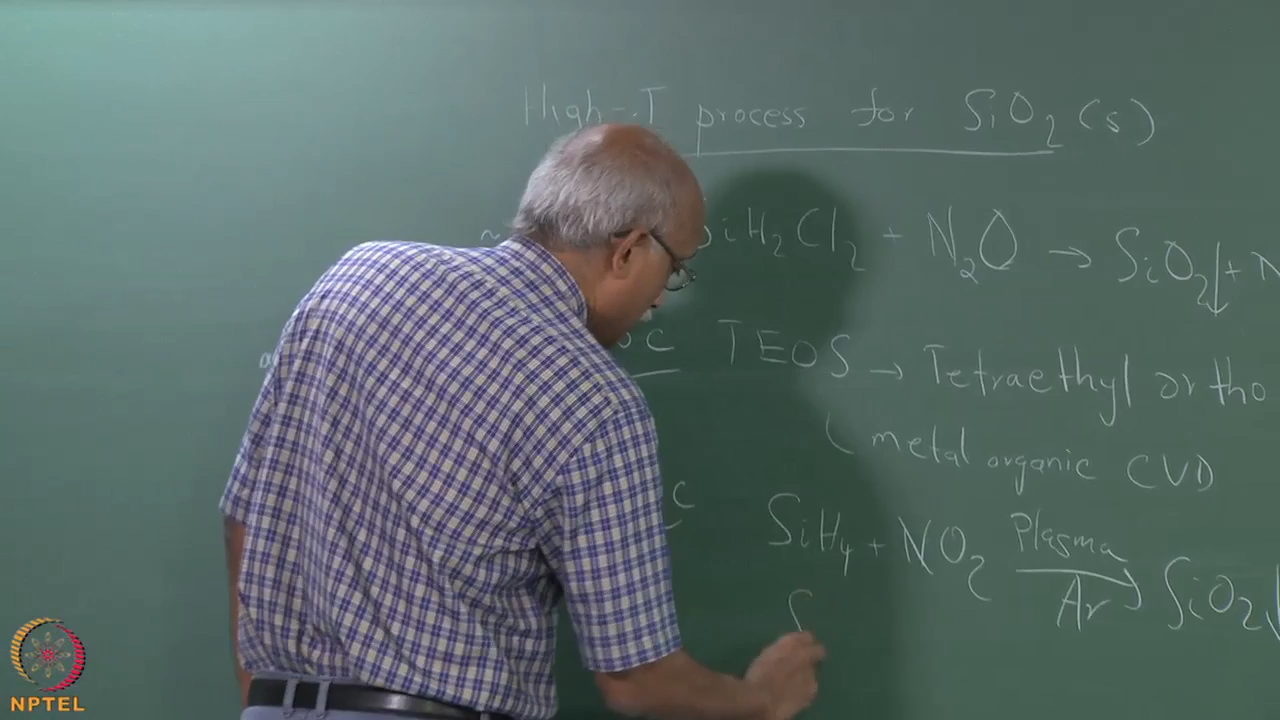 High-T process for SiO2 (s)
~ SiH2Cl2 + N2O → SiO2↓ + N
°C TEOS → Tetraethyl ortho
metal organic CVD
°C SiH4 + NO2 Plasma Ar → SiO2↓
S
NPTEL